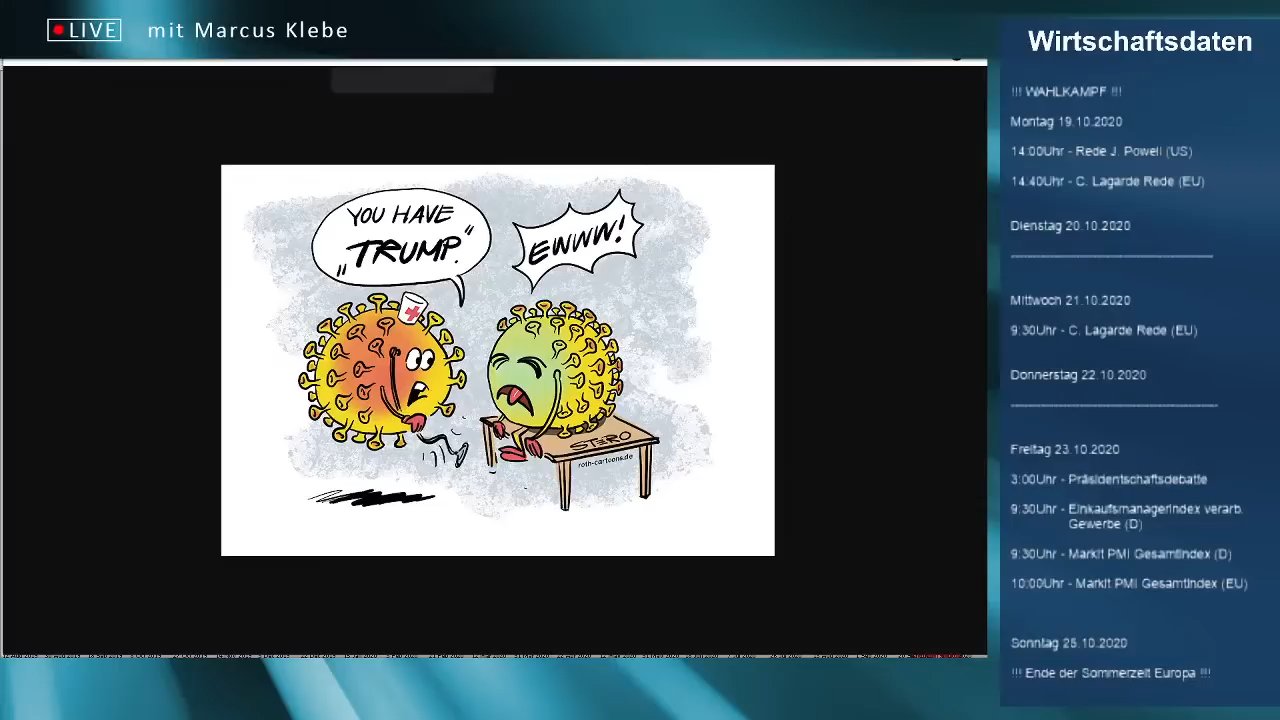 LIVE mit Marcus Klebe
YOU HAVE
„TRUMP.“
EWWW!
STERO
roth-cartoons.de
Wirtschaftsdaten
!!! WAHLKAMPF !!!
Montag 19.10.2020
14:00Uhr - Rede J. Powell (US)
14:40Uhr - C. Lagarde Rede (EU)
Dienstag 20.10.2020
Mittwoch 21.10.2020
9:30Uhr - C. Lagarde Rede (EU)
Donnerstag 22.10.2020
Freitag 23.10.2020
3:00Uhr - Präsidentschaftsdebatte
9:30Uhr - Einkaufsmanagerindex verarb.
Gewerbe (D)
9:30Uhr - Markit PMI Gesamtindex (D)
10:00Uhr - Markit PMI Gesamtindex (EU)
Sonntag 25.10.2020
!!! Ende der Sommerzeit Europa !!!